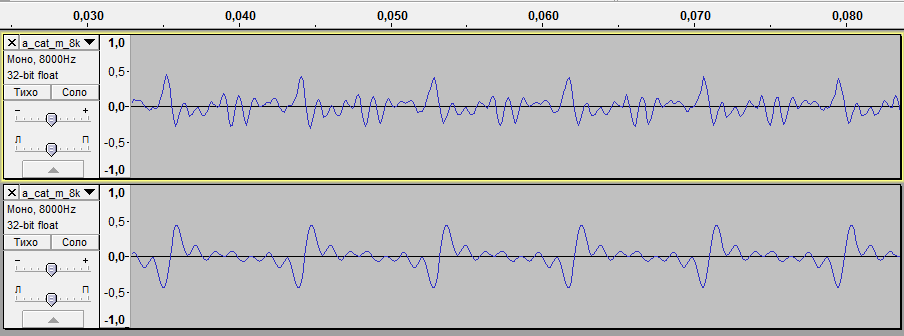 0,030 0,040 0,050 0,060 0,070 0,080
× a_cat_m_8k ▼ 1,0
Моно, 8000Hz
32-bit float 0,5-
Тихо Соло
- + 0,0-
Л П -0,5-
-1,0
× a_cat_m_8k ▼ 1,0
Моно, 8000Hz
32-bit float 0,5-
Тихо Соло
- + 0,0-
Л П -0,5-
-1,0